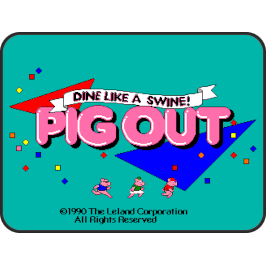 DINE LIKE A SWINE!
PIG OUT
©1990 The Leland Corporation
All Rights Reserved